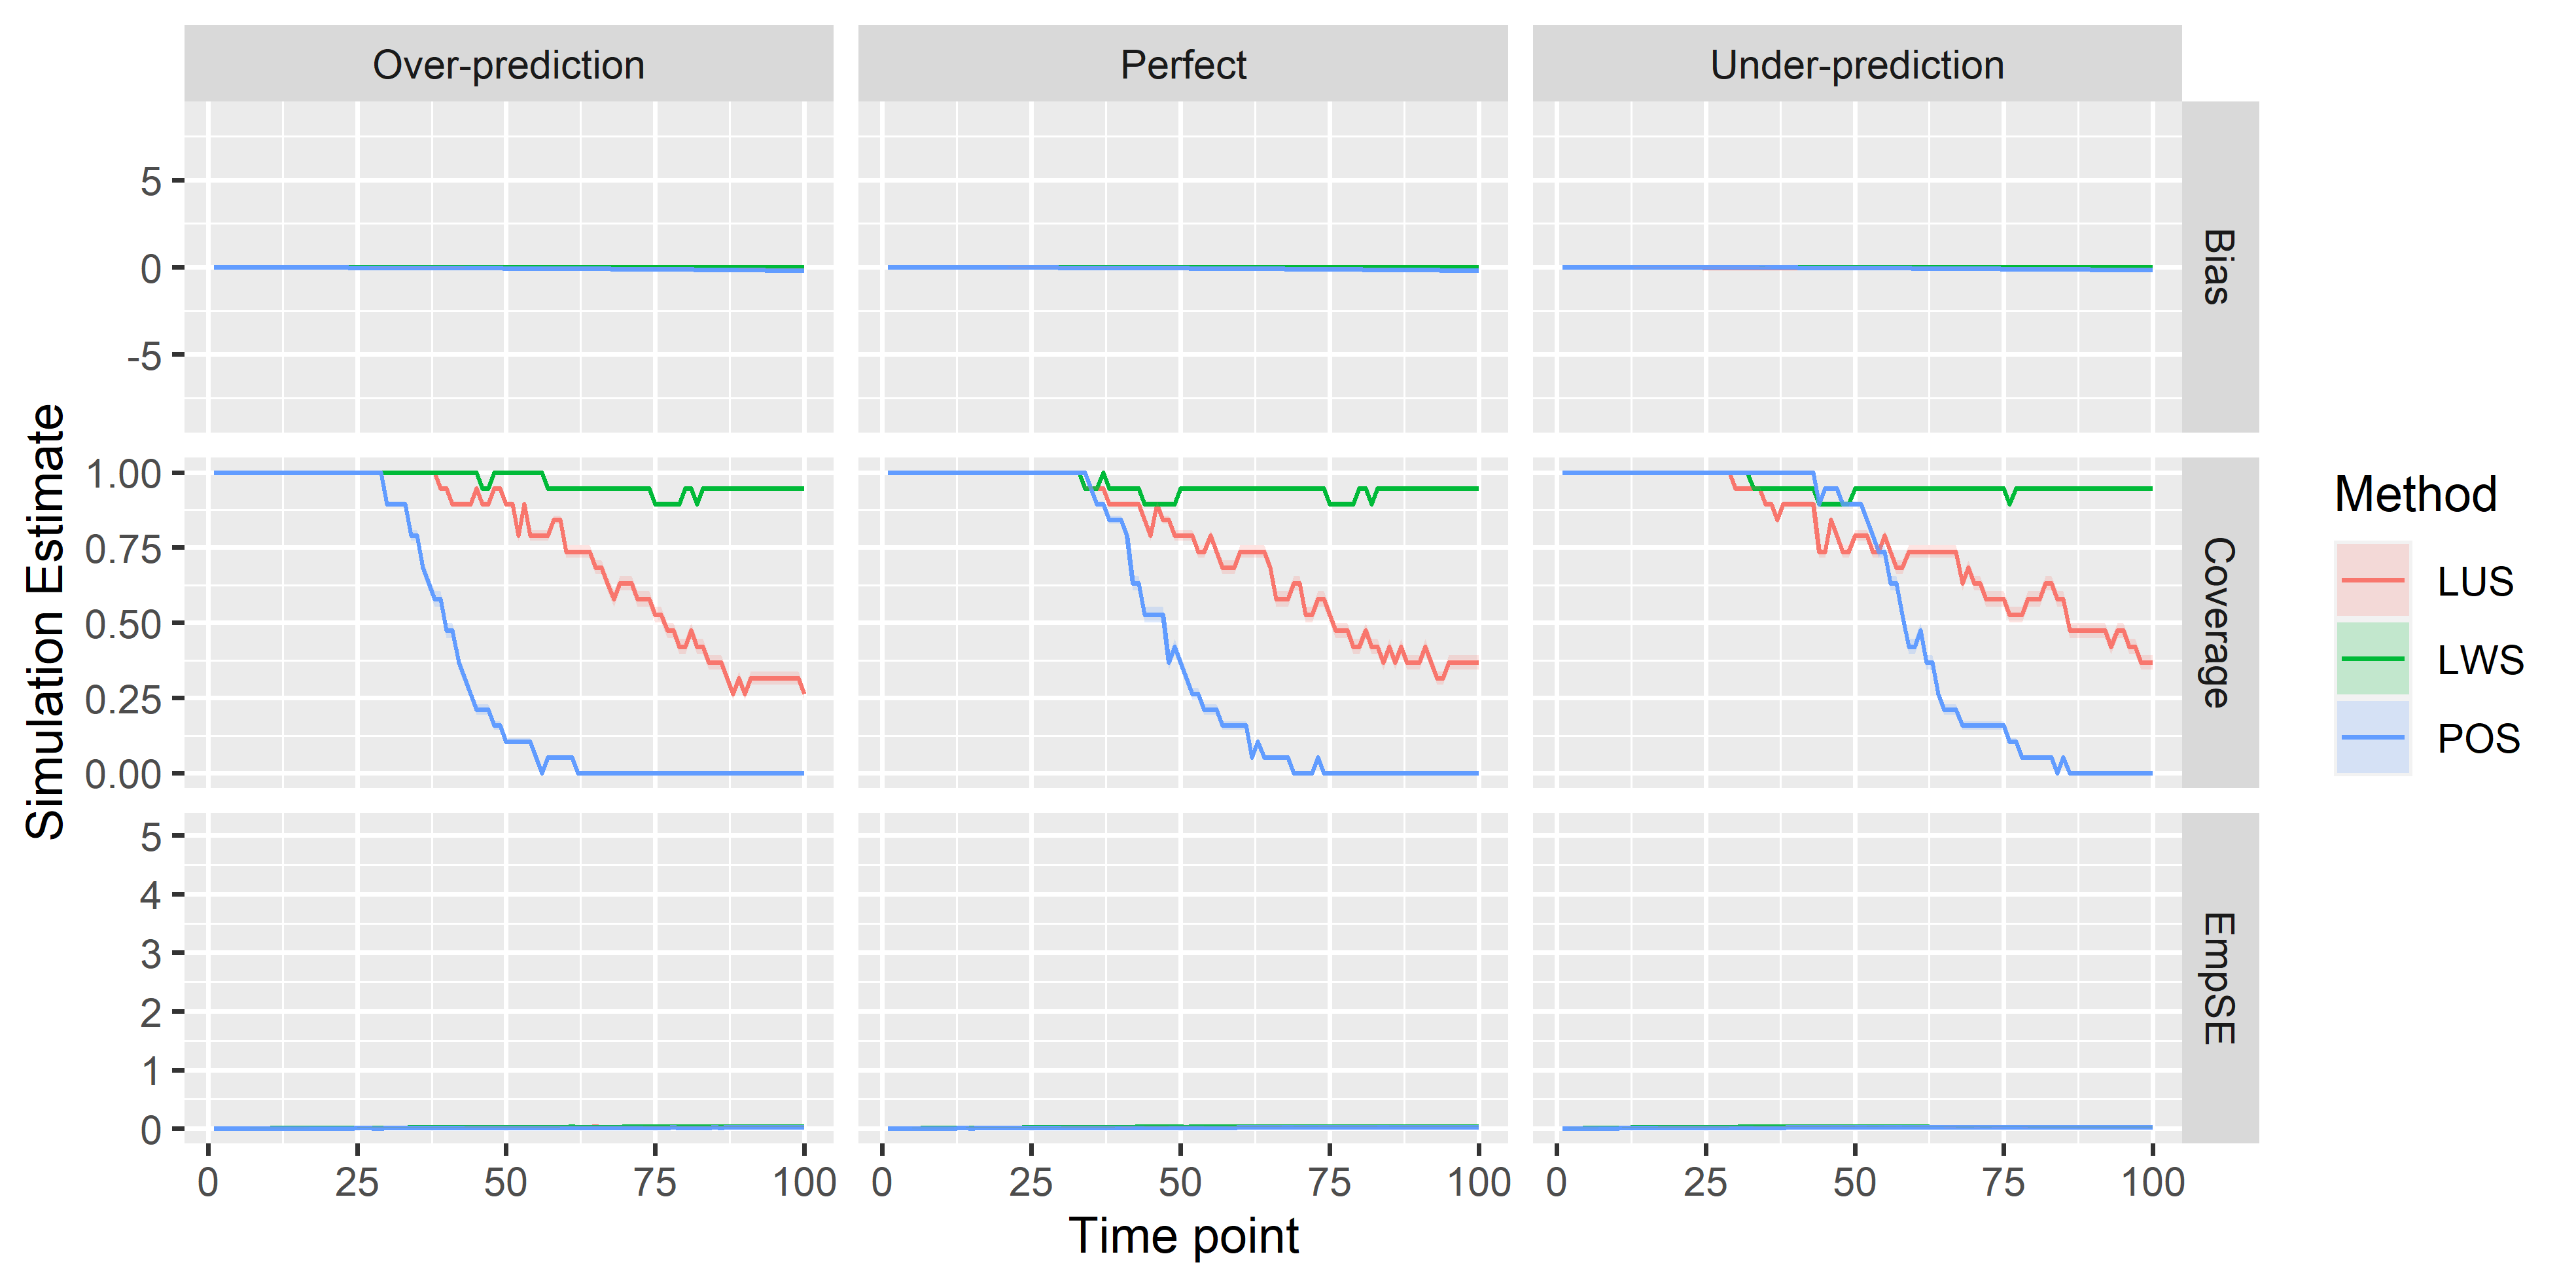 Over-prediction
Perfect
Under-prediction
5
0
-5
Bias
1.00
0.75
0.50
0.25
0.00
Coverage
5
4
3
2
1
0
EmpSE
0 25 50 75 100
0 25 50 75 100
0 25 50 75 100
Time point
Simulation Estimate
Method
LUS
LWS
POS